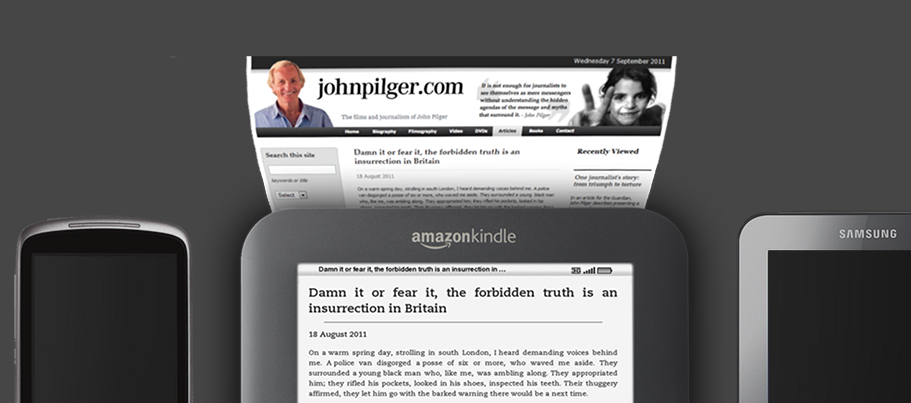 Wednesday 7 September 2011
johnpilger.com
It is not enough for journalists to
see themselves as mere messengers
without understanding the hidden
agendas of the message and myths
that surround it. - John Pilger
The films and journalism of John Pilger
Home Biography Filmography Video DVDs Articles Books Contact
Search this site
keywords or title
Select
Damn it or fear it, the forbidden truth is an
insurrection in Britain
18 August 2011
On a warm spring day, strolling in south London, I heard demanding voices behind me. A police
van disgorged a posse of six or more, who waved me aside. They surrounded a young black man
who, like me, was ambling along. They appropriated him; they rifled his pockets, looked in his
Recently Viewed
One journalist's story:
from triumph to torture
In an article for the Guardian,
John Pilger describes presenting a
amazonkindle
Damn it or fear it, the forbidden truth is an insurrection in ...
3G
Damn it or fear it, the forbidden truth is an
insurrection in Britain
18 August 2011
On a warm spring day, strolling in south London, I heard demanding voices behind
me. A police van disgorged a posse of six or more, who waved me aside. They
surrounded a young black man who, like me, was ambling along. They appropriated
him; they rifled his pockets, looked in his shoes, inspected his teeth. Their thuggery
affirmed, they let him go with the barked warning there would be a next time.
SAMSUNG